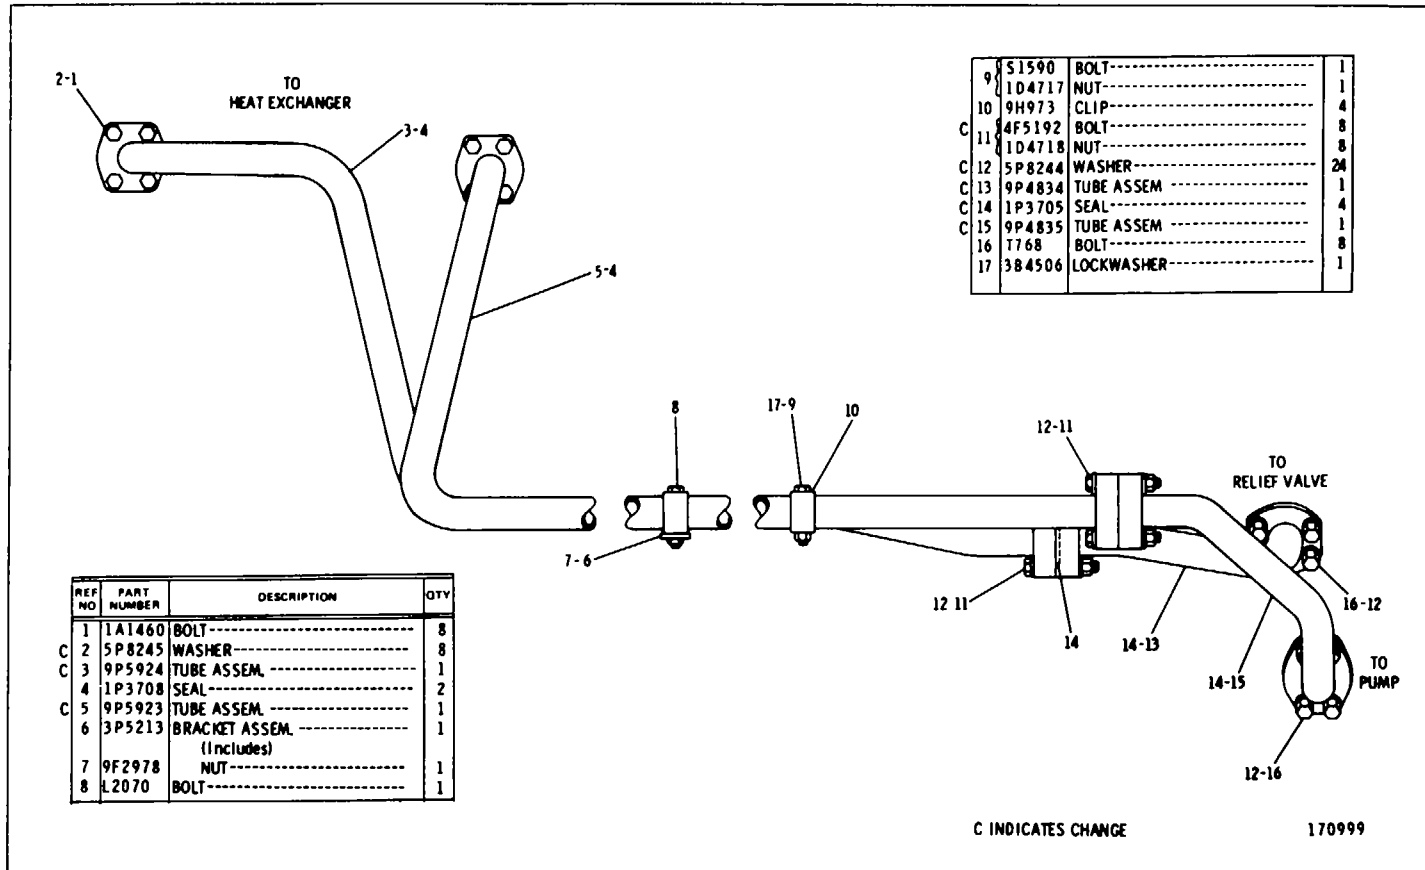 2-1
TO
HEAT EXCHANGER
3-4
5-4
9 S1590 BOLT 1
1D4717 NUT 1
10 9H973 CLIP 4
C 11 4F5192 BOLT 8
1D4718 NUT 8
C 12 5P8244 WASHER 24
C 13 9P4834 TUBE ASSEM 1
C 14 1P3705 SEAL 4
C 15 9P4835 TUBE ASSEM 1
16 T768 BOLT 8
17 3B4506 LOCKWASHER 1
8
17-9
10
12-11
TO
RELIEF VALVE
7-6
12 11
14
14-13
16-12
14-15
TO
PUMP
12-16
REF NO PART NUMBER DESCRIPTION QTY
1 1A1460 BOLT 8
C 2 5P8245 WASHER 8
C 3 9P5924 TUBE ASSEM. 1
4 1P3708 SEAL 2
C 5 9P5923 TUBE ASSEM. 1
6 3P5213 BRACKET ASSEM. 1
(Includes)
7 9F2978 NUT 1
8 L2070 BOLT 1
C INDICATES CHANGE
170999